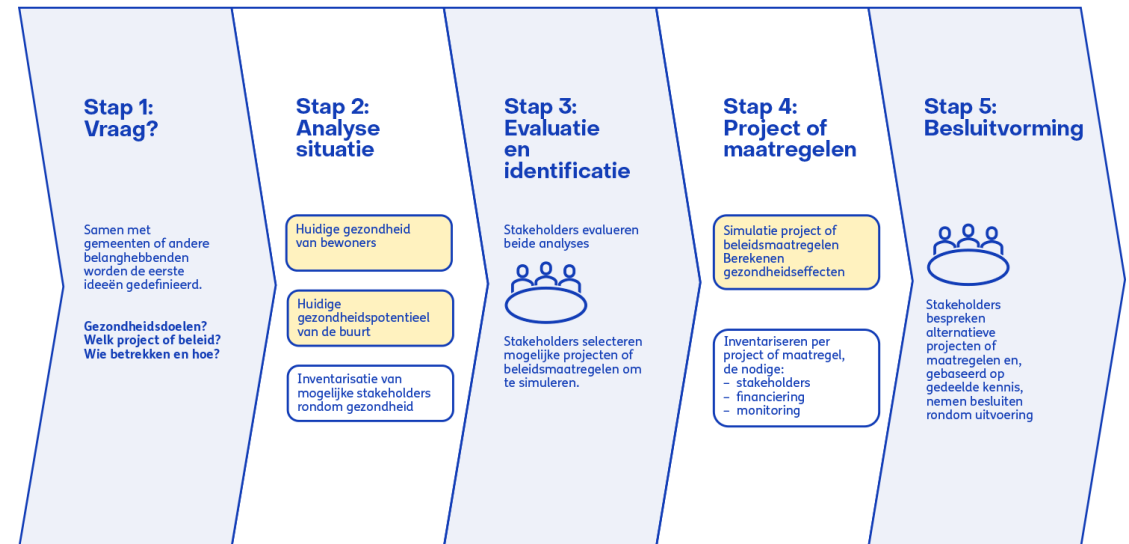 Stap 1:
Vraag?
Samen met
gemeenten of andere
belanghebbenden
worden de eerste
ideeën gedefinieerd.
Gezondheidsdoelen?
Welk project of beleid?
Wie betrekken en hoe?
Stap 2:
Analyse
situatie
Huidige gezondheid
van bewoners
Huidige
gezondheidspotentieel
van de buurt
Inventarisatie van
mogelijke stakeholders
rondom gezondheid
Stap 3:
Evaluatie
en
identificatie
Stakeholders evalueren
beide analyses
Stakeholders selecteren
mogelijke projecten of
beleidsmaatregelen om
te simuleren.
Stap 4:
Project of
maatregelen
Simulatie project of
beleidsmaatregelen
Berekenen
gezondheidseffecten
Inventariseren per
project of maatregel,
de nodige:
– stakeholders
– financiering
– monitoring
Stap 5:
Besluitvorming
Stakeholders
bespreken
alternatieve
projecten of
maatregelen en,
gebaseerd op
gedeelde kennis,
nemen besluiten
rondom uitvoering